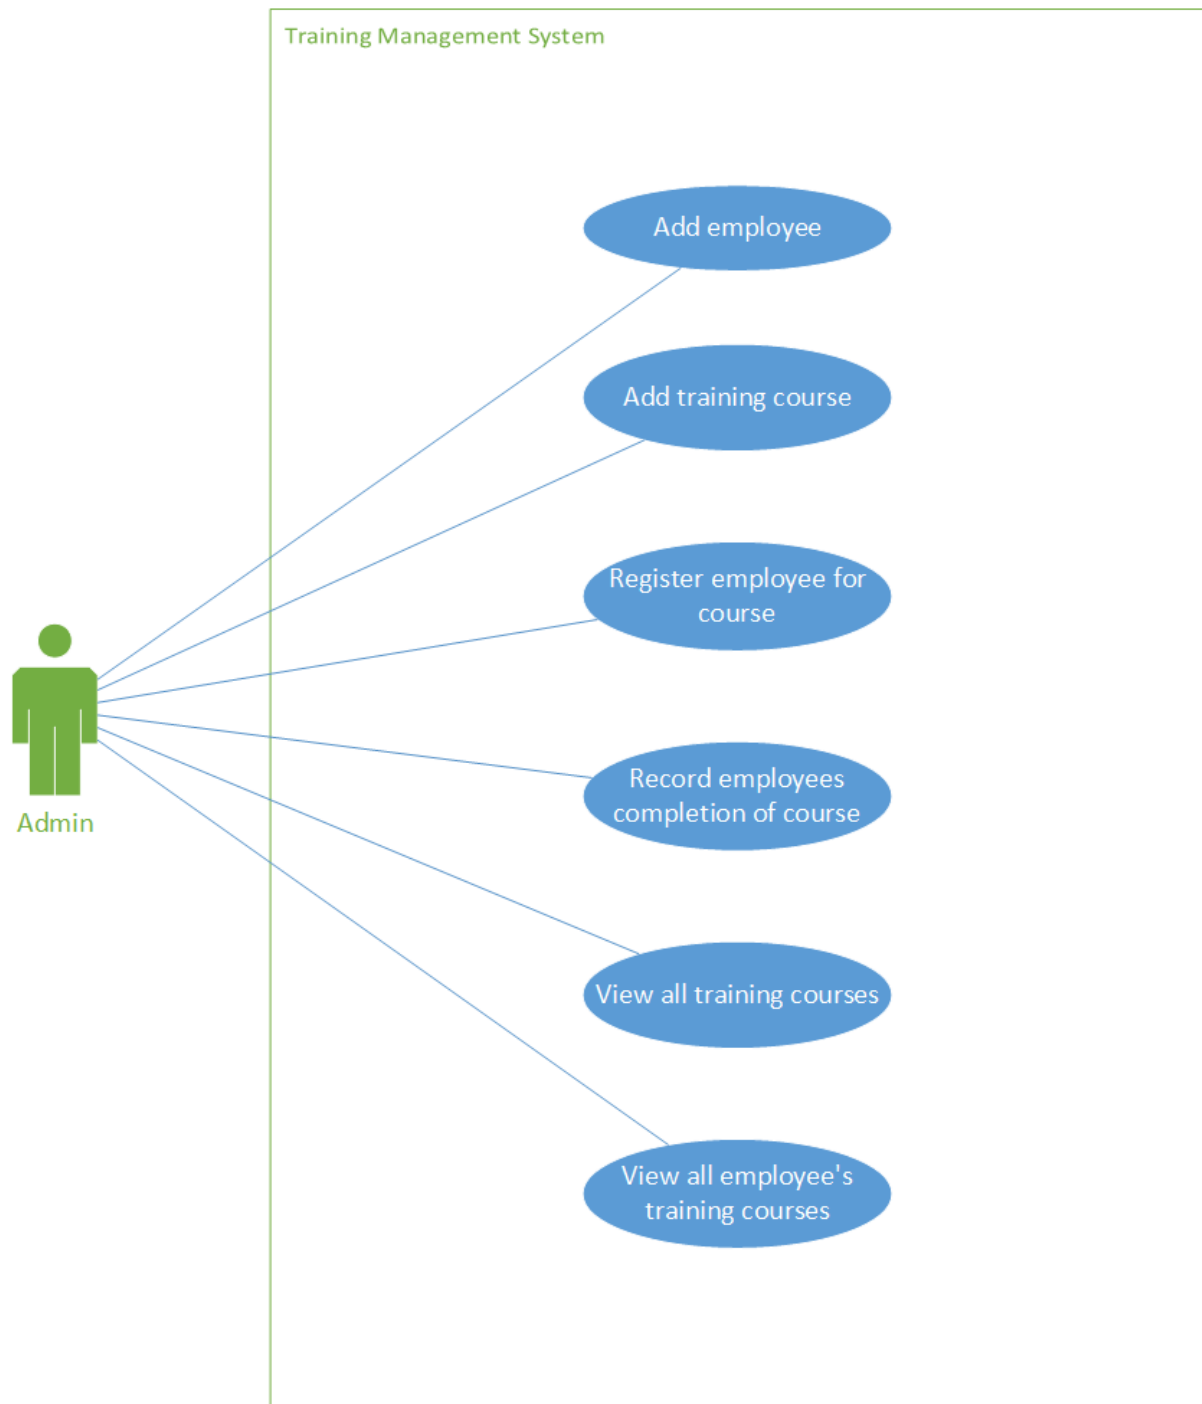 Training Management System
Add employee
Add training course
Register employee for
course
Record employees
completion of course
Admin
View all training courses
View all employee's
training courses